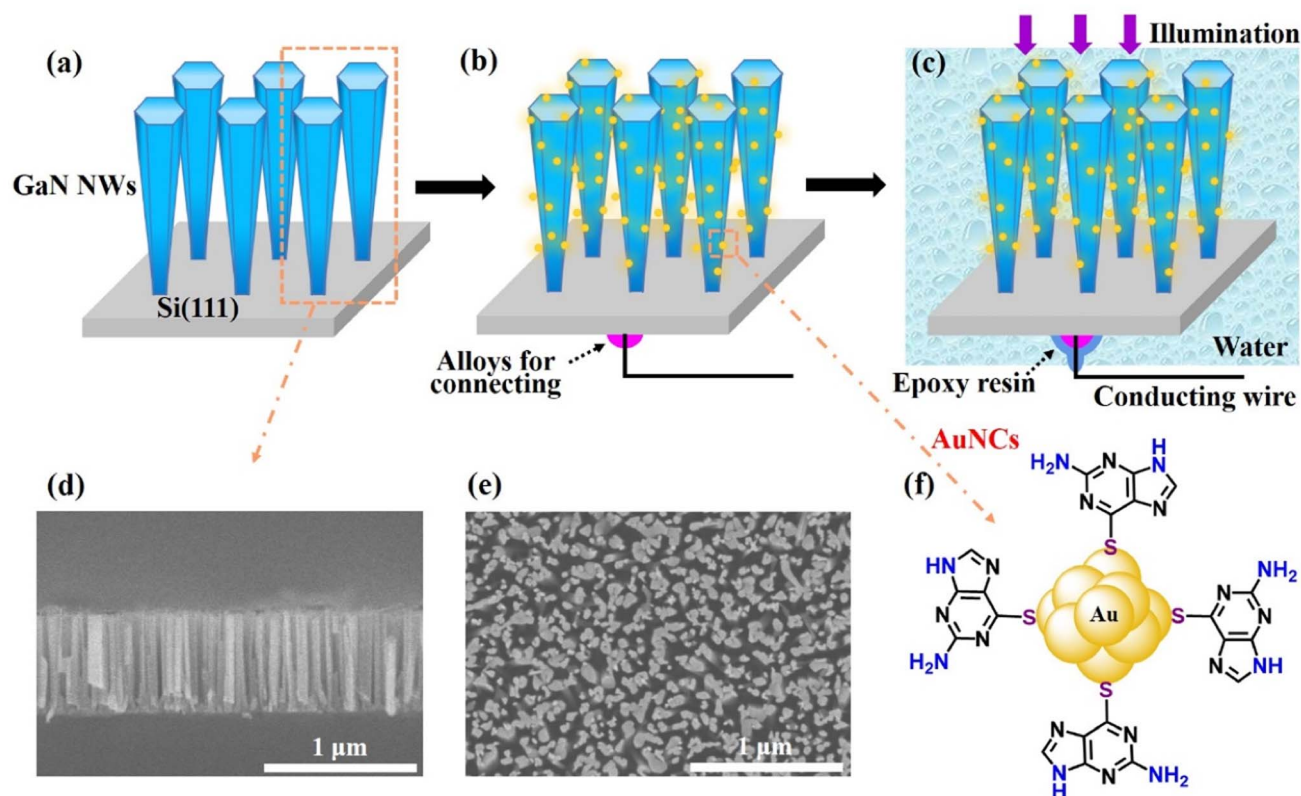 (a)
(b)
(c)
Illumination
GaN NWs
Si(111)
Alloys for
connecting
Epoxy resin
Water
Conducting wire
AuNCs
(d)
(e)
(f)
1 μm
1 μm
H₂N
N
N
N
H
N
S
HN
N
N
N
H₂N
S
Au
S
NH₂
N
N
N
NH
S
N
N
N
H
N
NH₂